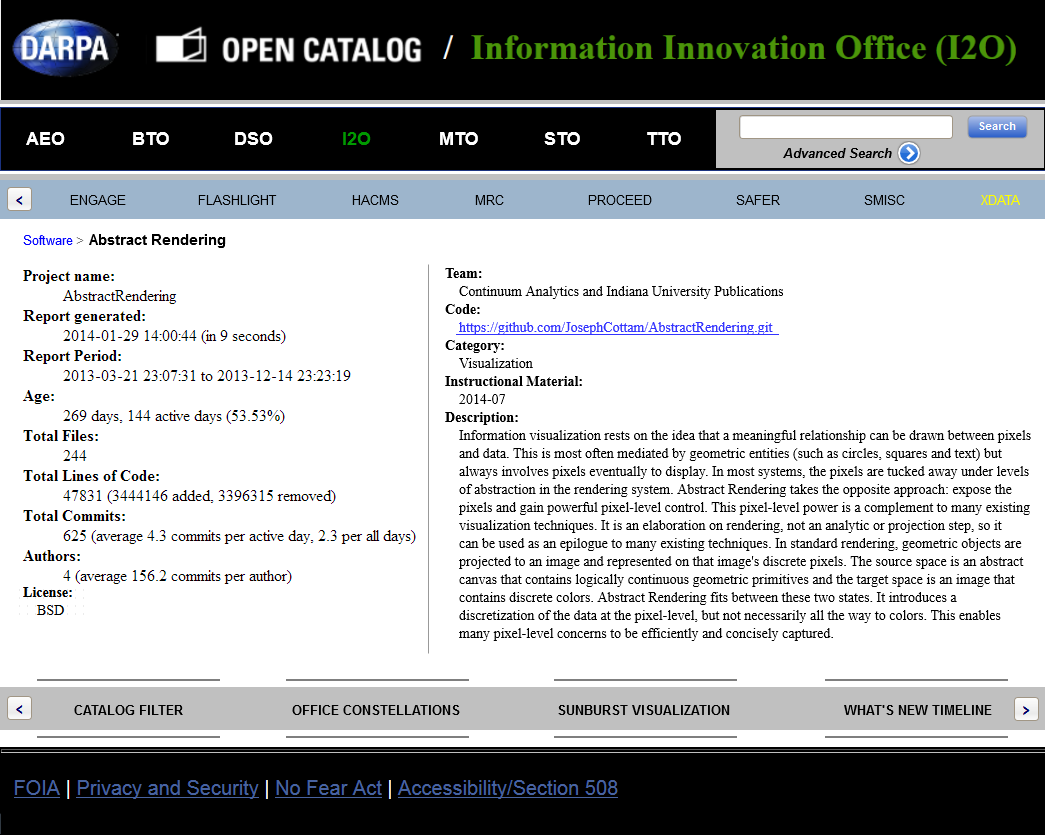 DARPA OPEN CATALOG / Information Innovation Office (I2O)
AEO BTO DSO I2O MTO STO TTO
Search
Advanced Search
< ENGAGE FLASHLIGHT HACMS MRC PROCEED SAFER SMISC XDATA
Software > Abstract Rendering
Project name:
AbstractRendering
Report generated:
2014-01-29 14:00:44 (in 9 seconds)
Report Period:
2013-03-21 23:07:31 to 2013-12-14 23:23:19
Age:
269 days, 144 active days (53.53%)
Total Files:
244
Total Lines of Code:
47831 (3444146 added, 3396315 removed)
Total Commits:
625 (average 4.3 commits per active day, 2.3 per all days)
Authors:
4 (average 156.2 commits per author)
License:
BSD
Team:
Continuum Analytics and Indiana University Publications
Code:
https://github.com/JosephCottam/AbstractRendering.git
Category:
Visualization
Instructional Material:
2014-07
Description:
Information visualization rests on the idea that a meaningful relationship can be drawn between pixels
and data. This is most often mediated by geometric entities (such as circles, squares and text) but
always involves pixels eventually to display. In most systems, the pixels are tucked away under levels
of abstraction in the rendering system. Abstract Rendering takes the opposite approach: expose the
pixels and gain powerful pixel-level control. This pixel-level power is a complement to many existing
visualization techniques. It is an elaboration on rendering, not an analytic or projection step, so it
can be used as an epilogue to many existing techniques. In standard rendering, geometric objects are
projected to an image and represented on that image's discrete pixels. The source space is an abstract
canvas that contains logically continuous geometric primitives and the target space is an image that
contains discrete colors. Abstract Rendering fits between these two states. It introduces a
discretization of the data at the pixel-level, but not necessarily all the way to colors. This enables
many pixel-level concerns to be efficiently and concisely captured.
< CATALOG FILTER OFFICE CONSTELLATIONS SUNBURST VISUALIZATION WHAT'S NEW TIMELINE >
FOIA | Privacy and Security | No Fear Act | Accessibility/Section 508